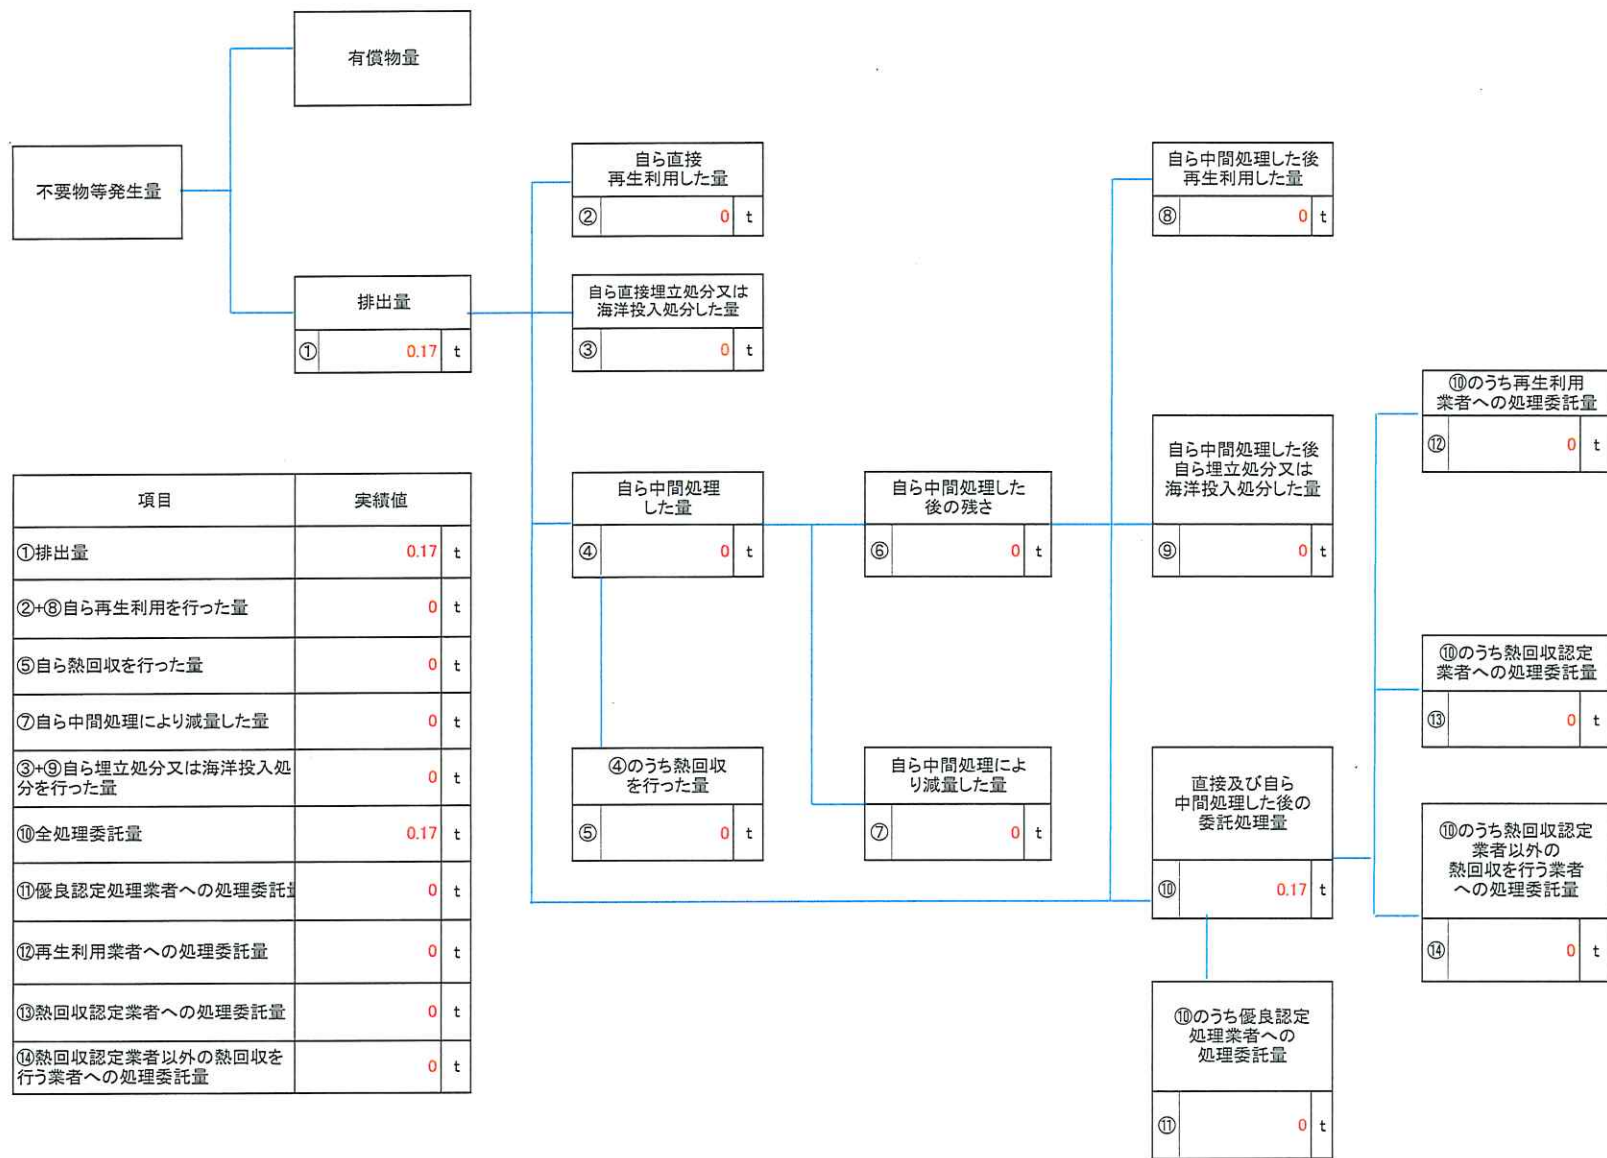 有償物量
不要物等発生量
排出量
① 0.17 t
自ら直接
再生利用した量
② 0 t
自ら直接埋立処分又は
海洋投入処分した量
③ 0 t
自ら中間処理
した量
④ 0 t
④のうち熱回収
を行った量
⑤ 0 t
自ら中間処理した
後の残さ
⑥ 0 t
自ら中間処理によ
り減量した量
⑦ 0 t
自ら中間処理した後
再生利用した量
⑧ 0 t
自ら中間処理した後
自ら埋立処分又は
海洋投入処分した量
⑨ 0 t
直接及び自ら
中間処理した後の
委託処理量
⑩ 0.17 t
⑩のうち優良認定
処理業者への
処理委託量
⑪ 0 t
⑩のうち再生利用
業者への処理委託量
⑫ 0 t
⑩のうち熱回収認定
業者への処理委託量
⑬ 0 t
⑩のうち熱回収認定
業者以外の
熱回収を行う業者
への処理委託量
⑭ 0 t
項目 実績値
①排出量 0.17 t
②+⑧自ら再生利用を行った量 0 t
⑤自ら熱回収を行った量 0 t
⑦自ら中間処理により減量した量 0 t
③+⑨自ら埋立処分又は海洋投入処
分を行った量 0 t
⑩全処理委託量 0.17 t
⑪優良認定処理業者への処理委託量 0 t
⑫再生利用業者への処理委託量 0 t
⑬熱回収認定業者への処理委託量 0 t
⑭熱回収認定業者以外の熱回収を
行う業者への処理委託量 0 t